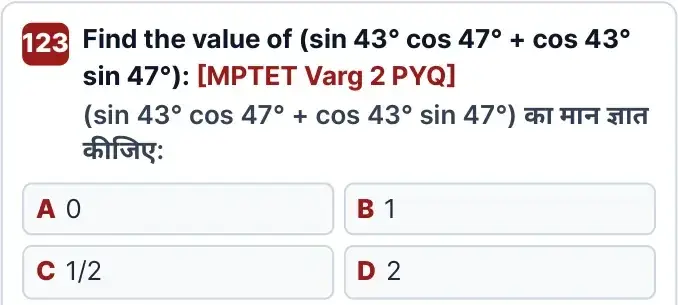 123 Find the value of (sin 43° cos 47° + cos 43°
sin 47°): [MPTET Varg 2 PYQ]
(sin 43° cos 47° + cos 43° sin 47°) का मान ज्ञात
कीजिए:
A 0 B 1
C 1/2 D 2